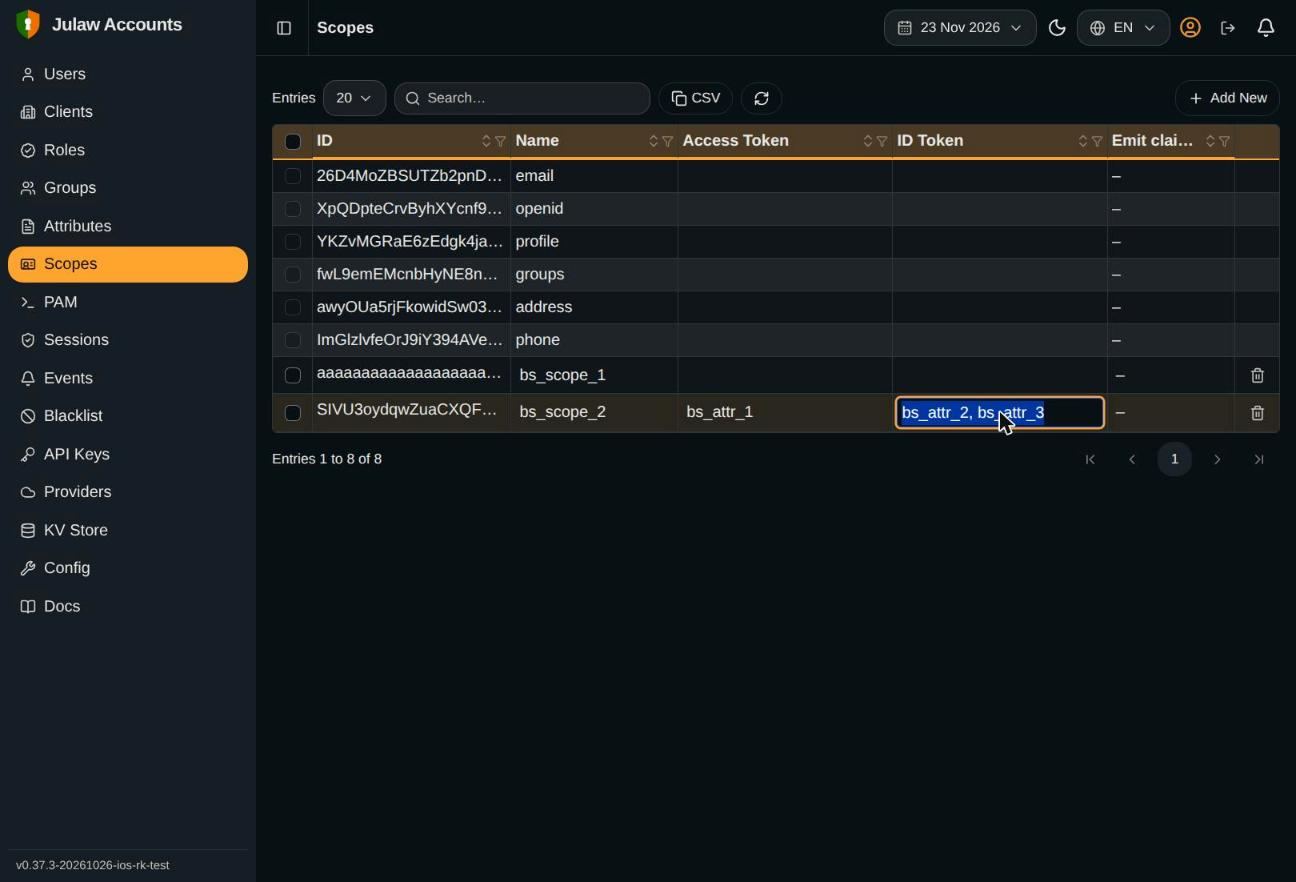 Julaw Accounts
Scopes
23 Nov 2026
EN
Users
Clients
Roles
Groups
Attributes
Scopes
PAM
Sessions
Events
Blacklist
API Keys
Providers
KV Store
Config
Docs
v0.37.3-20261026-ios-rk-test
Entries 20 Search… CSV Add New
ID Name Access Token ID Token Emit clai…
26D4MoZBSUTZb2pnD… email –
XpQDpteCrvByhXYcnf9… openid –
YKZvMGRaE6zEdgk4ja… profile –
fwL9emEMcnbHyNE8n… groups –
awyOUa5rjFkowidSw03… address –
ImGlzlvfeOrJ9iY394AVe… phone –
aaaaaaaaaaaaaaaaaaa… bs_scope_1 –
SIVU3oydqwZuaCXQF… bs_scope_2 bs_attr_1 bs_attr_2, bs_attr_3 –
Entries 1 to 8 of 8
1